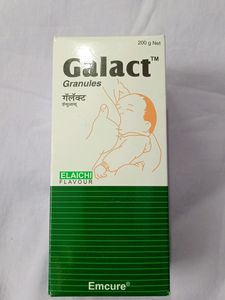 200 g Net
Galact™
Granules
गॅलॅक्ट
ELAICHI
FLAVOUR
Emcure®